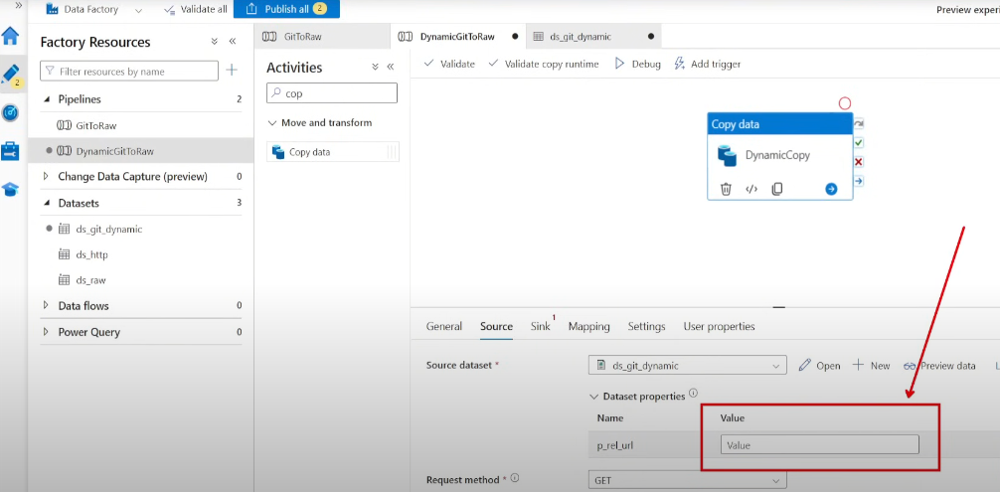 Data Factory
Validate all
Publish all 2
Preview experi
Factory Resources
Filter resources by name
Pipelines 2
GitToRaw
DynamicGitToRaw
Change Data Capture (preview) 0
Datasets 3
ds_git_dynamic
ds_http
ds_raw
Data flows 0
Power Query 0
2
GitToRaw
DynamicGitToRaw
ds_git_dynamic
Activities
cop
Move and transform
Copy data
Validate
Validate copy runtime
Debug
Add trigger
Copy data
DynamicCopy
General
Source
Sink 1
Mapping
Settings
User properties
Source dataset *
ds_git_dynamic
Open
New
Preview data
Dataset properties
Name Value
p_rel_url Value
Request method *
GET